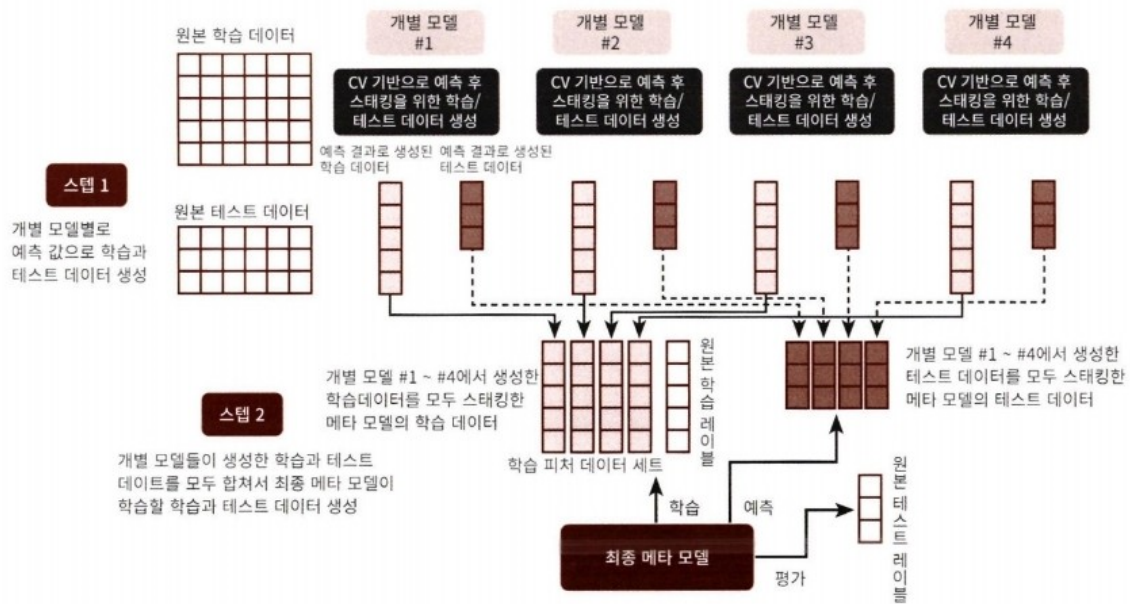 원본 학습 데이터
개별 모델
#1
개별 모델
#2
개별 모델
#3
개별 모델
#4
CV 기반으로 예측 후
스태킹을 위한 학습/
테스트 데이터 생성
CV 기반으로 예측 후
스태킹을 위한 학습/
테스트 데이터 생성
CV 기반으로 예측 후
스태킹을 위한 학습/
테스트 데이터 생성
CV 기반으로 예측 후
스태킹을 위한 학습/
테스트 데이터 생성
예측 결과로 생성된
학습 데이터
예측 결과로 생성된
테스트 데이터
스텝 1
개별 모델별로
예측 값으로 학습과
테스트 데이터 생성
원본 테스트 데이터
개별 모델 #1 ~ #4에서 생성한
학습데이터를 모두 스태킹한
메타 모델의 학습 데이터
원본 학습 레이블
개별 모델 #1 ~ #4에서 생성한
테스트 데이터를 모두 스태킹한
메타 모델의 테스트 데이터
스텝 2
개별 모델들이 생성한 학습과 테스트
데이트를 모두 합쳐서 최종 메타 모델이
학습할 학습과 테스트 데이터 생성
학습 피처 데이터 세트
학습
예측
원본 테스트 레이블
최종 메타 모델
평가